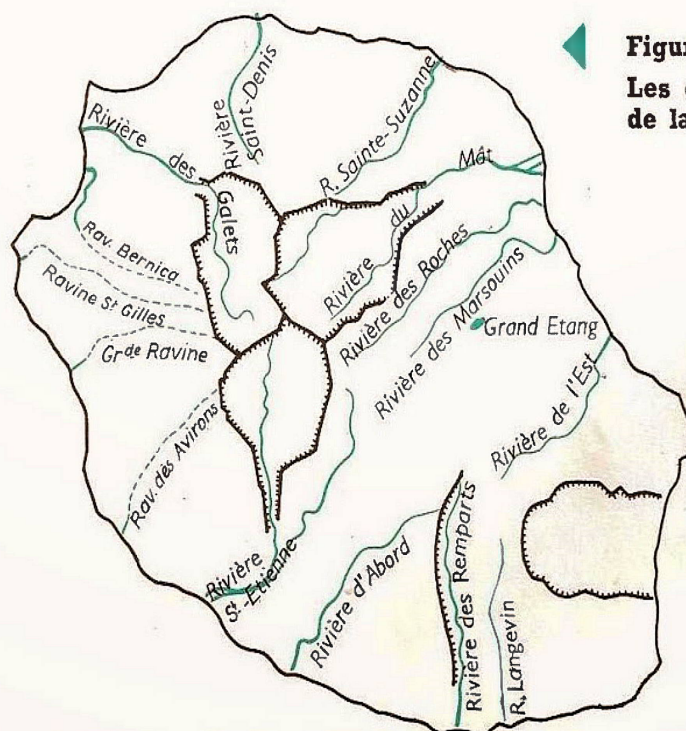 Les
de la
Rivière
Saint-Denis
R. Sainte-Suzanne
Rivière des
Galets
Mât
Rivière du
Rav. Bernica
Ravine St Gilles
Grde Ravine
Rivière des Roches
Rivière des Marsouins
Grand Etang
Rivière de l'Est
Rav. des Avirons
Rivière
St-Etienne
Rivière d'Abord
Rivière des Remparts
R. Langevin